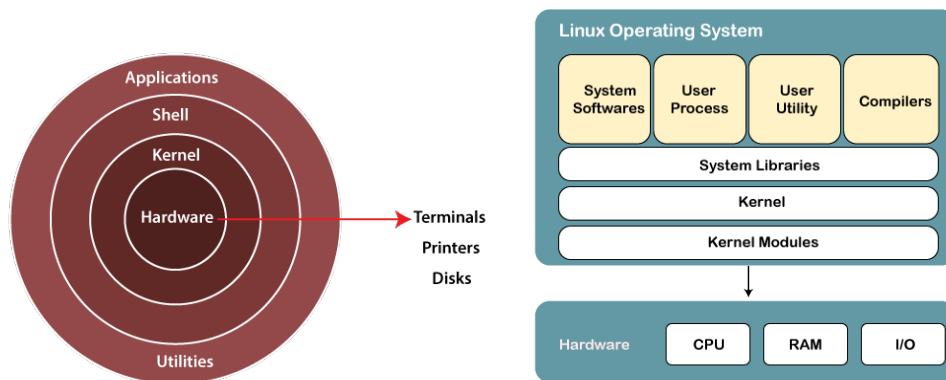 Applications
Shell
Kernel
Hardware
Utilities
Terminals
Printers
Disks
Linux Operating System
System
Softwares
User
Process
User
Utility
Compilers
System Libraries
Kernel
Kernel Modules
Hardware
CPU
RAM
I/O